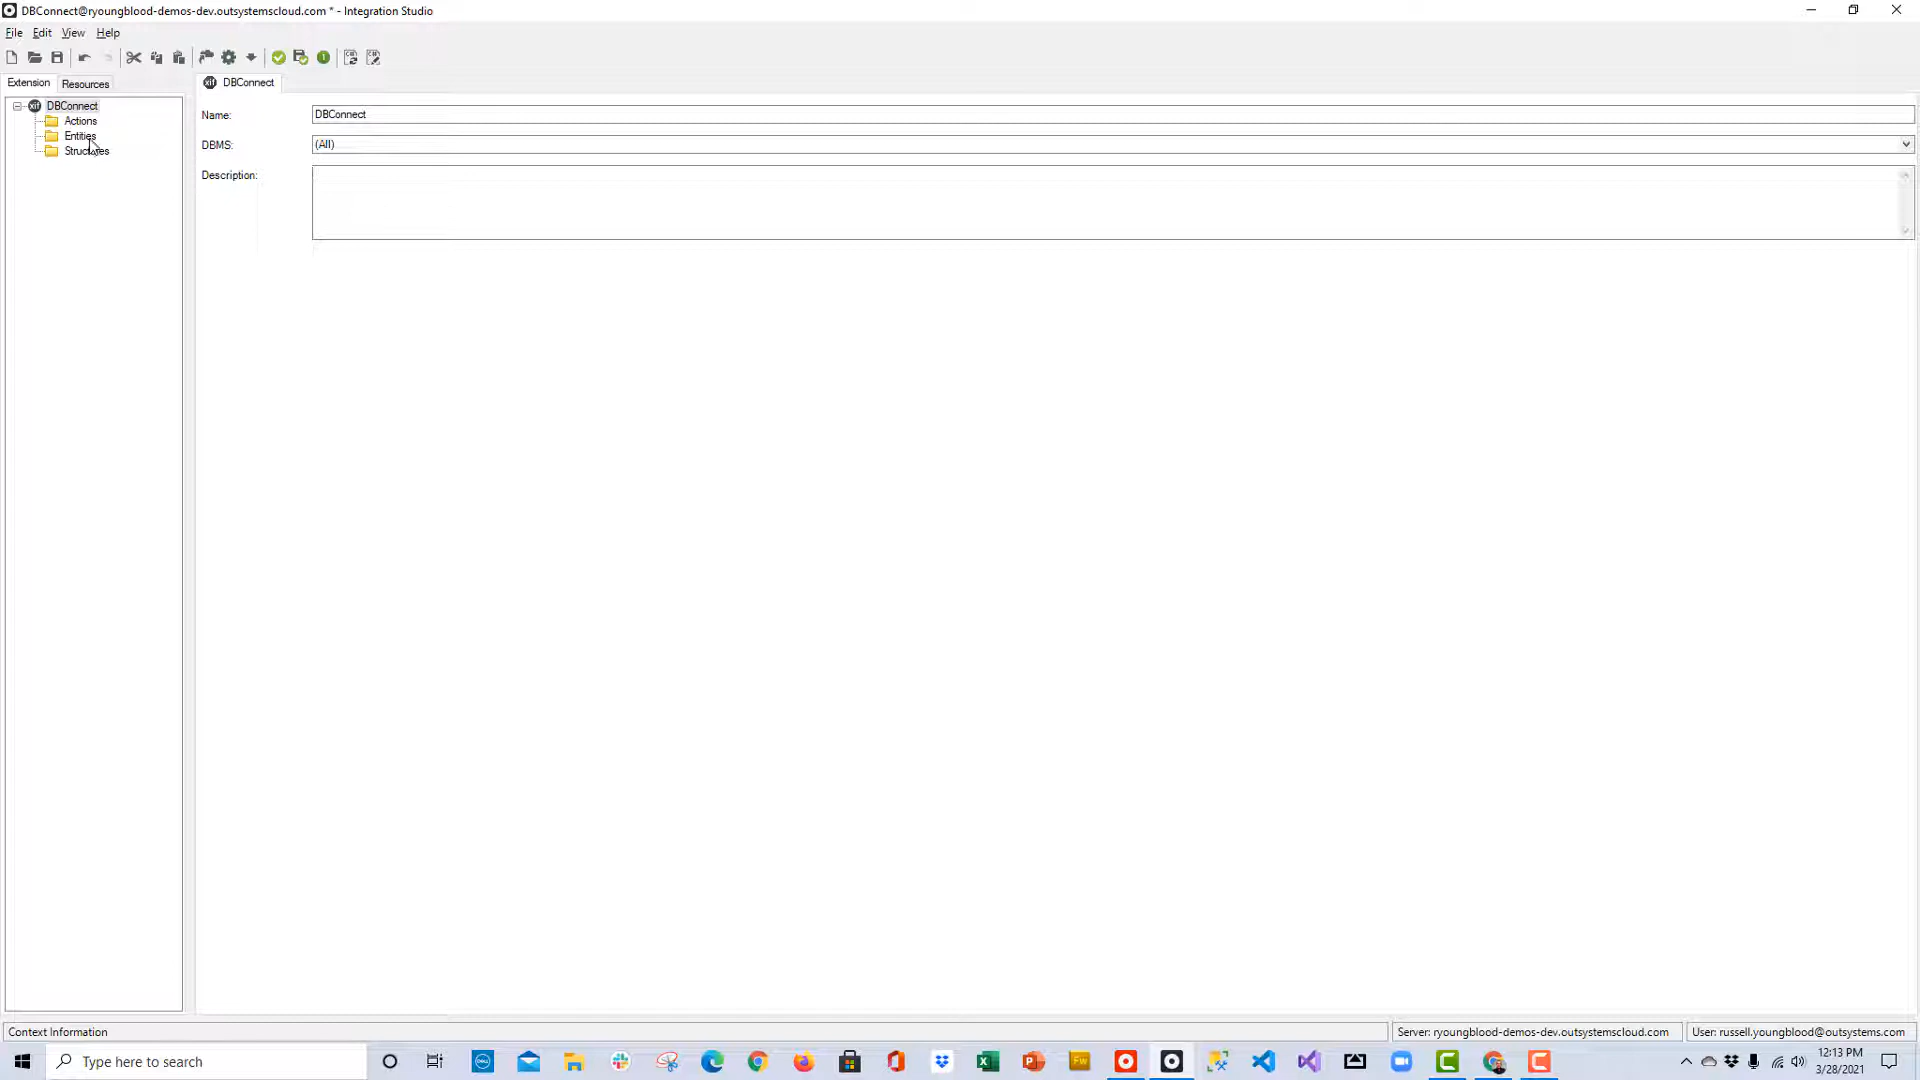 DBConnect@ryoungblood-demos-dev.outsystemscloud.com * - Integration Studio
File Edit View Help
Extension Resources
DBConnect
Actions
Entities
Structures
DBConnect
Name: DBConnect
DBMS: (All)
Description:
Context Information
Server: ryoungblood-demos-dev.outsystemscloud.com
User: russell.youngblood@outsystems.com
Type here to search
12:13 PM
3/28/2021